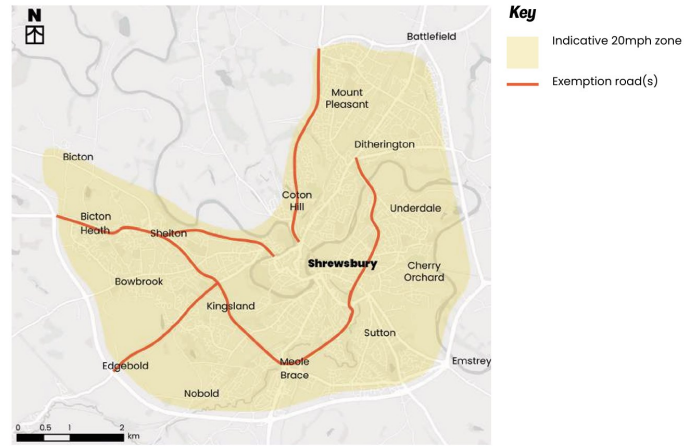 N
Battlefield
Mount
Pleasant
Ditherington
Bicton
Coton
Hill
Underdale
Bicton
Heath
Shelton
Shrewsbury
Cherry
Orchard
Bowbrook
Kingsland
Sutton
Meole
Brace
Edgebold
Emstrey
Nobold
0 0.5 1 2
km
Key
Indicative 20mph zone
Exemption road(s)